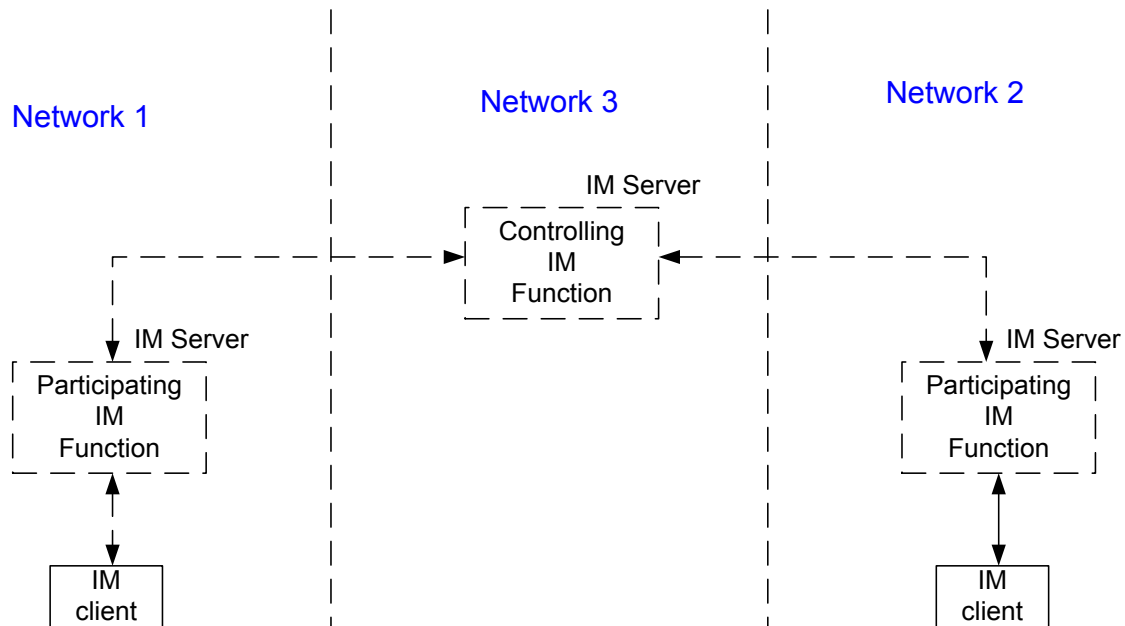 Network 1
Network 3
Network 2
IM Server
Controlling
IM
Function
IM Server
Participating
IM
Function
IM Server
Participating
IM
Function
IM
client
IM
client